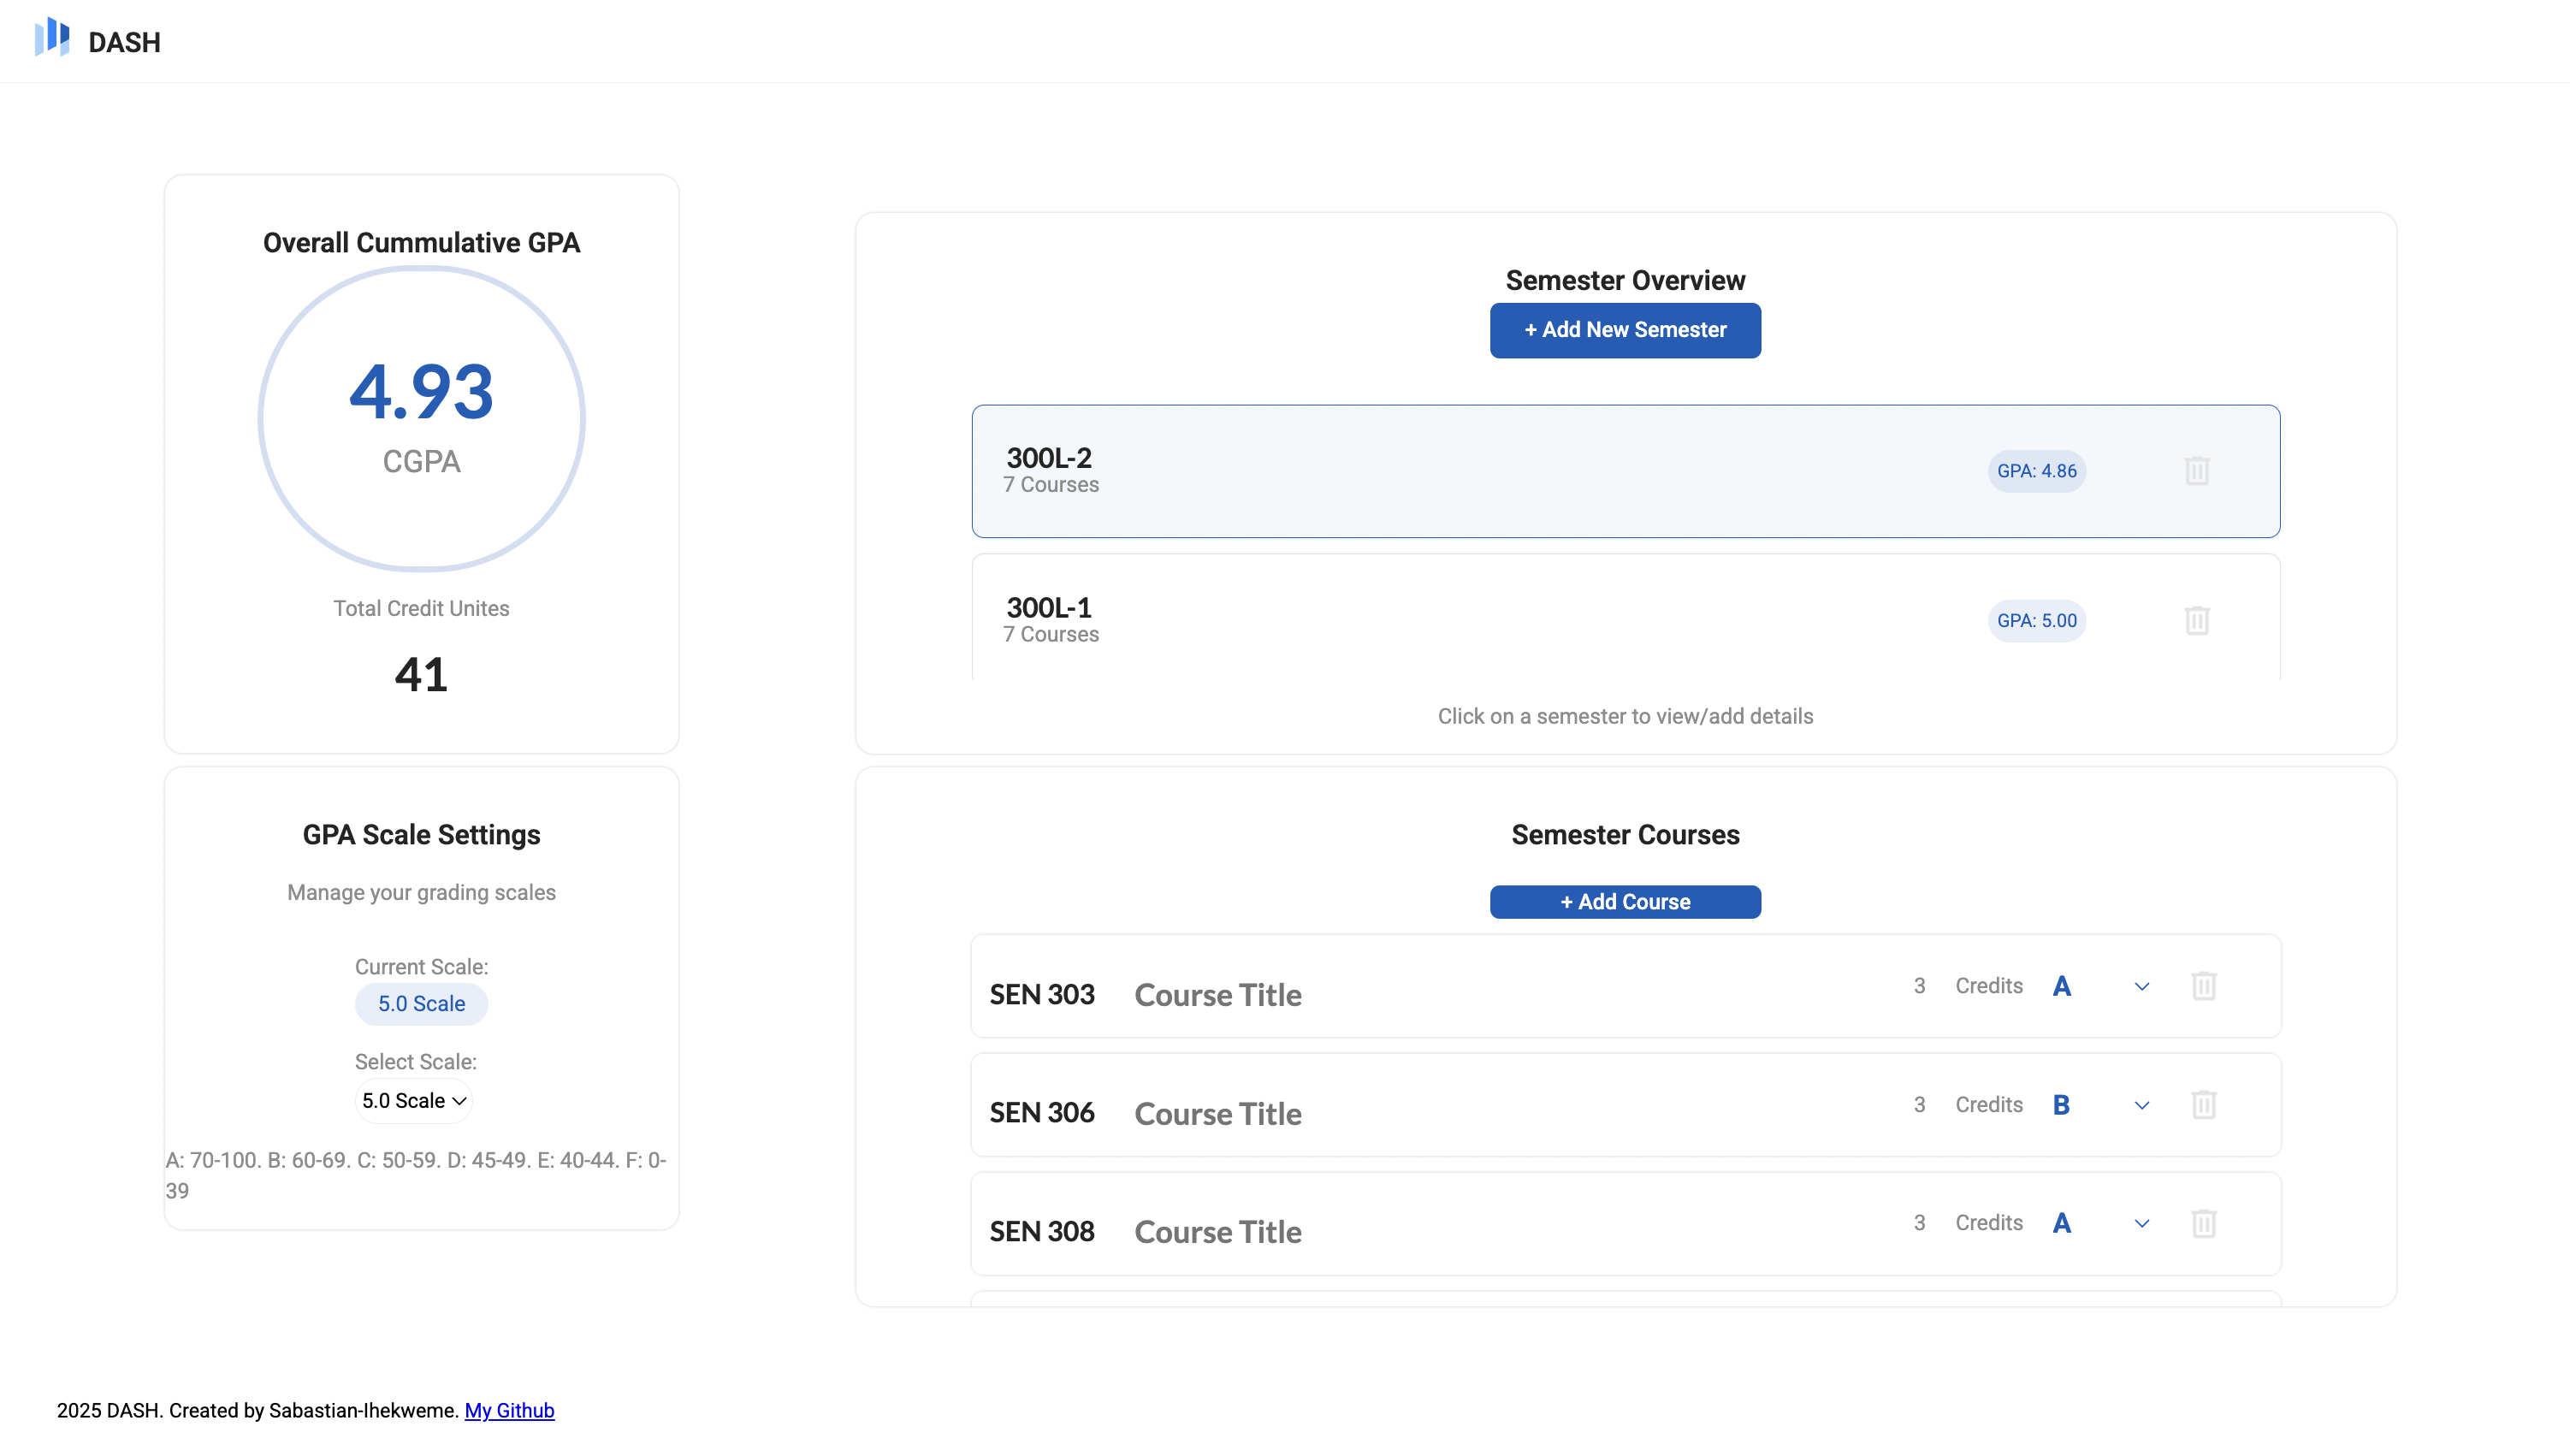 DASH
Overall Cummulative GPA
4.93
CGPA
Total Credit Unites
41
GPA Scale Settings
Manage your grading scales
Current Scale:
5.0 Scale
Select Scale:
5.0 Scale
A: 70-100. B: 60-69. C: 50-59. D: 45-49. E: 40-44. F: 0-
39
Semester Overview
+ Add New Semester
300L-2
7 Courses
GPA: 4.86
300L-1
7 Courses
GPA: 5.00
Click on a semester to view/add details
Semester Courses
+ Add Course
SEN 303 Course Title 3 Credits A
SEN 306 Course Title 3 Credits B
SEN 308 Course Title 3 Credits A
2025 DASH. Created by Sabastian-Ihekweme. My Github